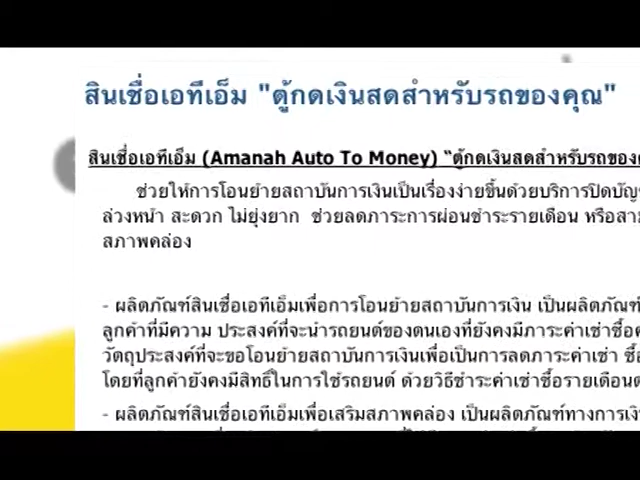 สินเชื่อเอทีเอ็ม "ตู้กดเงินสดสำหรับรถของคุณ"
สินเชื่อเอทีเอ็ม (Amanah Auto To Money) “ตู้กดเงินสดสำหรับรถของ
ช่วยให้การโอนย้ายสถาบันการเงินเป็นเรื่องง่ายขึ้นด้วยบริการปิดบัญ
ล่วงหน้า สะดวก ไม่ยุ่งยาก ช่วยลดภาระการผ่อนชำระรายเดือน หรือสา
สภาพคล่อง
- ผลิตภัณฑ์สินเชื่อเอทีเอ็มเพื่อการโอนย้ายสถาบันการเงิน เป็นผลิตภัณ
ลูกค้าที่มีความ ประสงค์ที่จะนำรถยนต์ของตนเองที่ยังคงมีภาระค่าเช่าซื้อ
วัตถุประสงค์ที่จะขอโอนย้ายสถาบันการเงินเพื่อเป็นการลดภาระค่าเช่า ซื้
โดยที่ลูกค้ายังคงมีสิทธิ์ในการใช้รถยนต์ ด้วยวิธีชำระค่าเช่าซื้อรายเดือน
- ผลิตภัณฑ์สินเชื่อเอทีเอ็มเพื่อเสริมสภาพคล่อง เป็นผลิตภัณฑ์ทางการเงิ